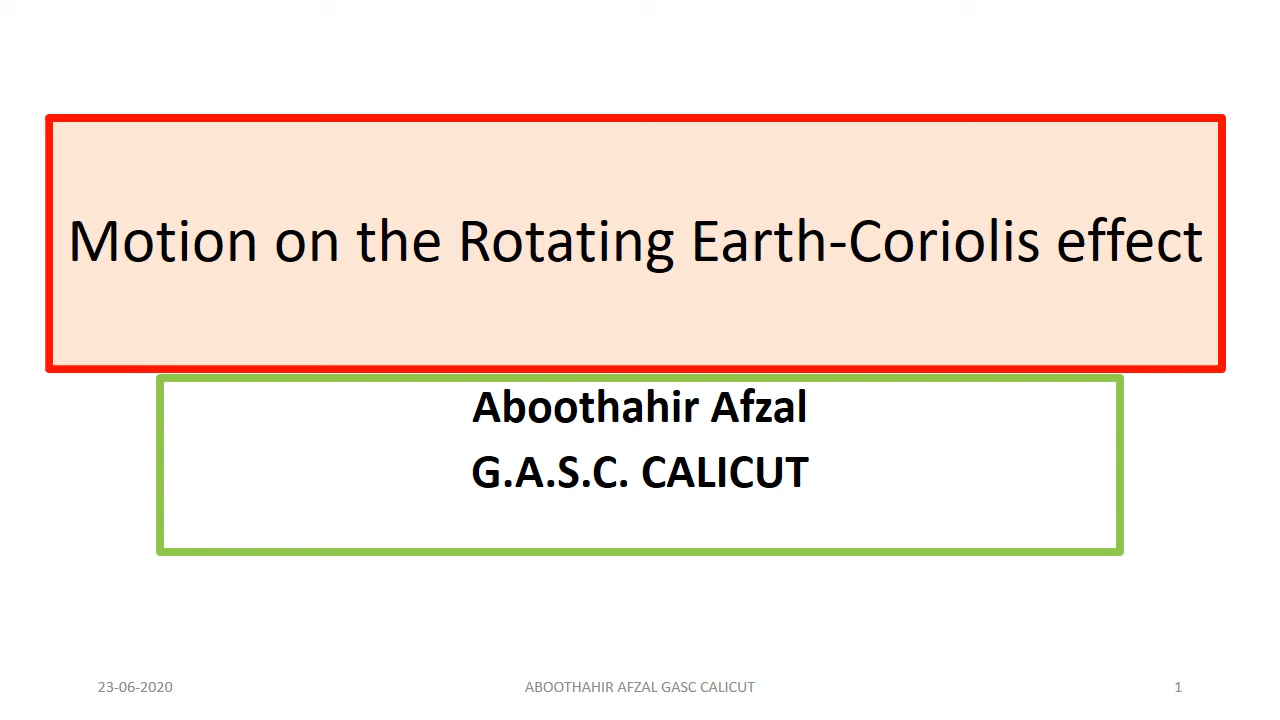 Motion on the Rotating Earth-Coriolis effect
Aboothahir Afzal
G.A.S.C. CALICUT
23-06-2020
ABOOTHAHIR AFZAL GASC CALICUT
1